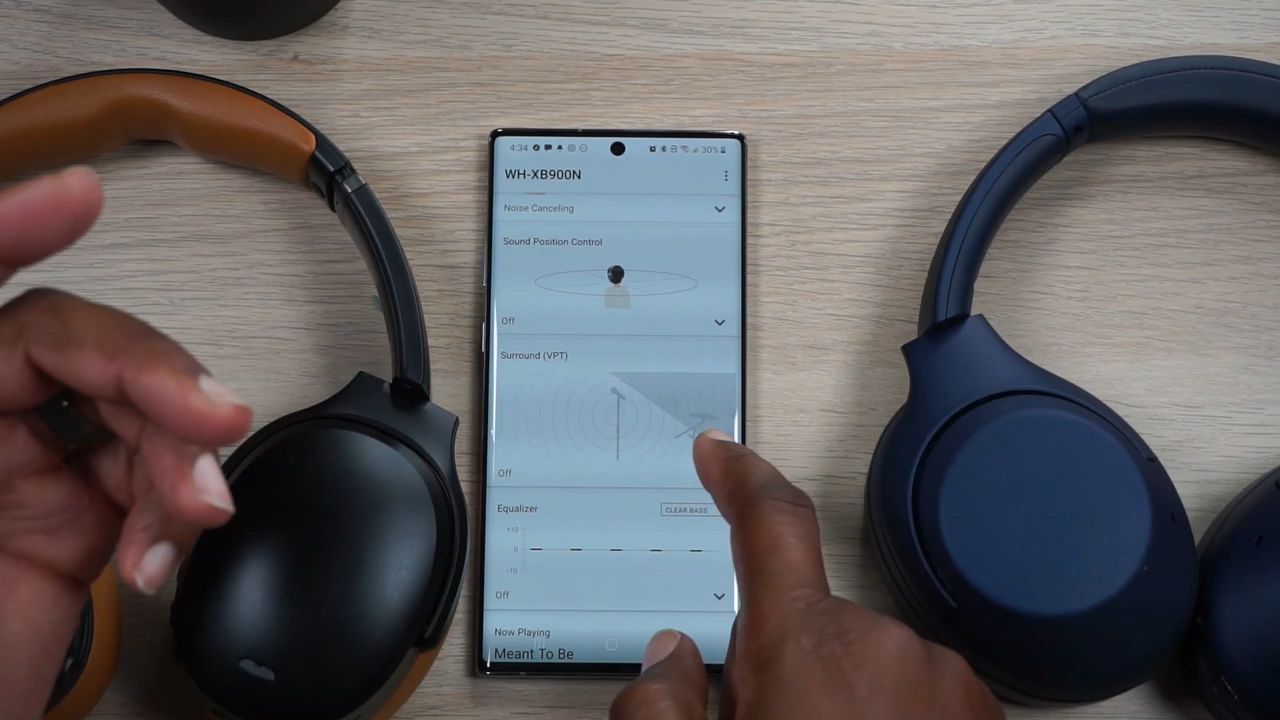 4:34 30%
WH-XB900N
Noise Canceling
Sound Position Control
Off
Surround (VPT)
Off
Equalizer CLEAR BASS
+10
0
-10
Off
Now Playing
Meant To Be